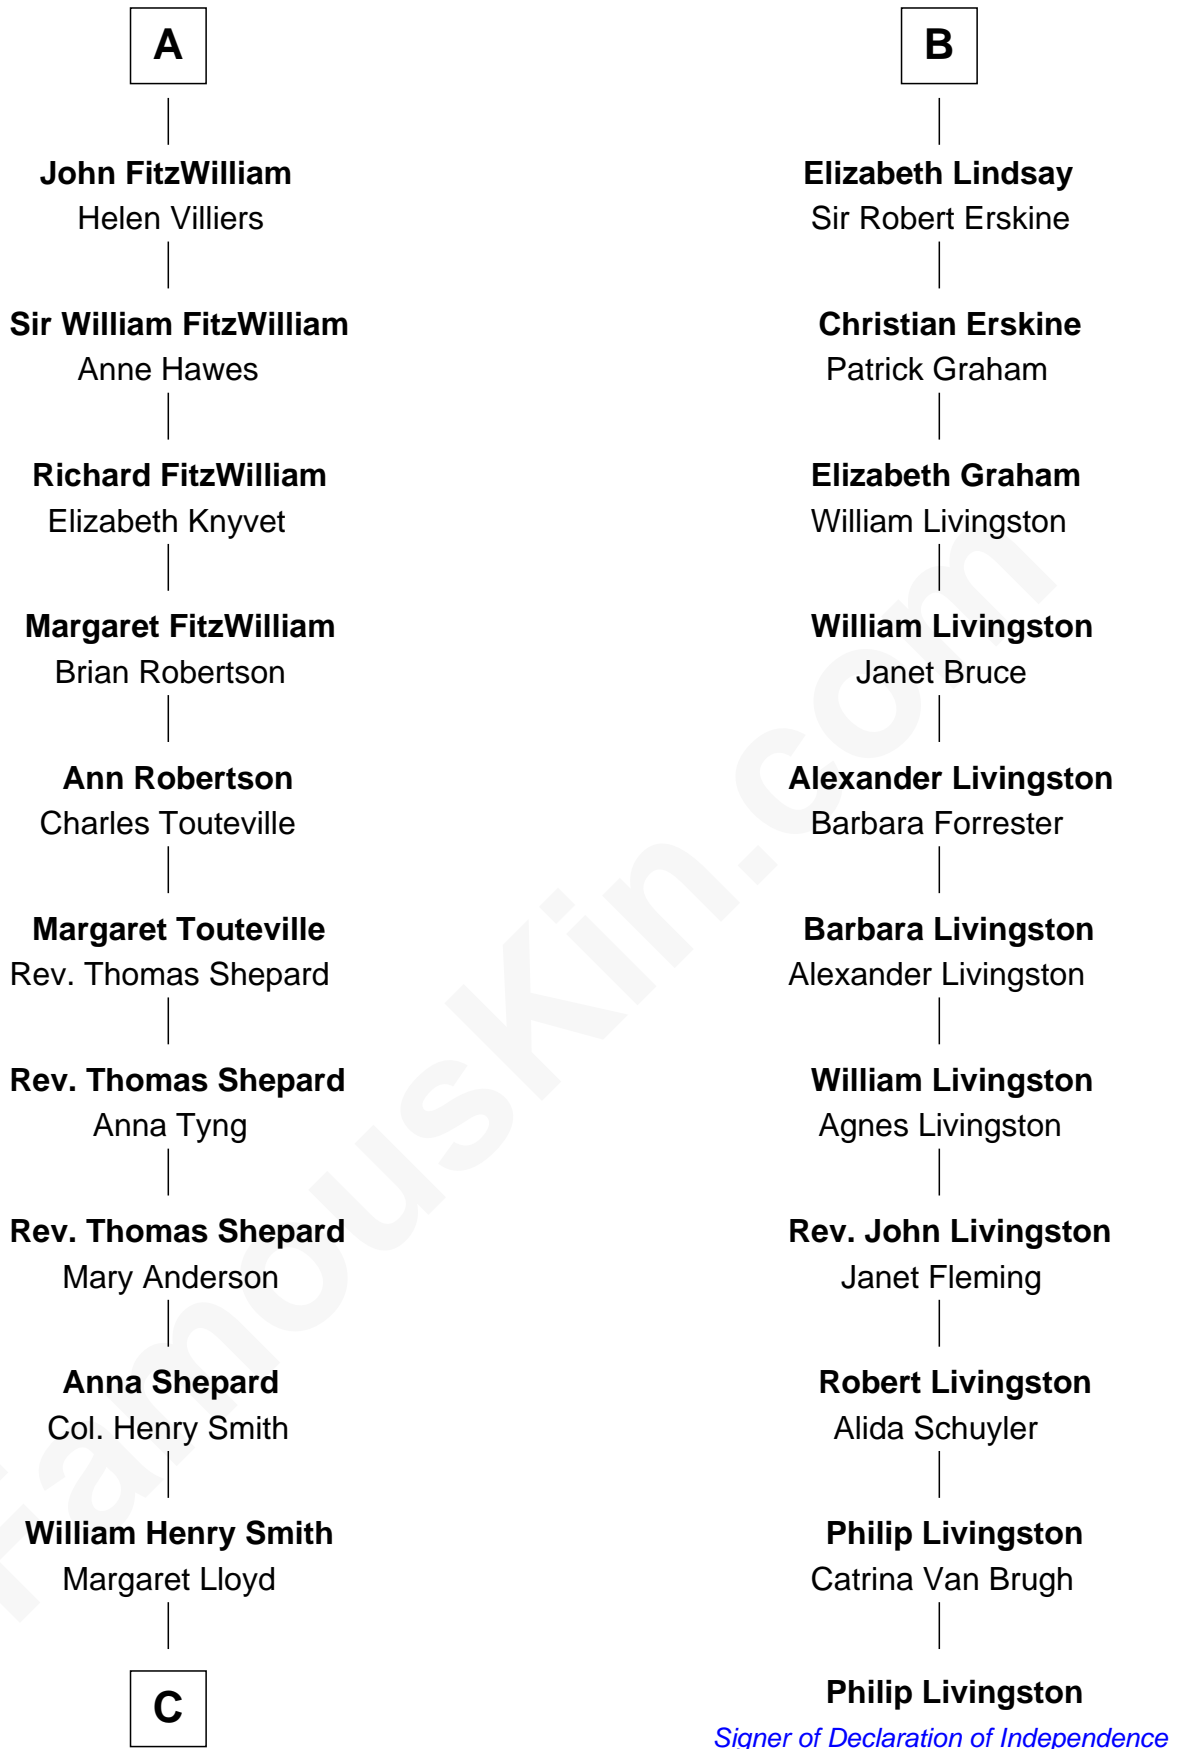 A
John FitzWilliam
Helen Villiers
Sir William FitzWilliam
Anne Hawes
Richard FitzWilliam
Elizabeth Knyvet
Margaret FitzWilliam
Brian Robertson
Ann Robertson
Charles Touteville
Margaret Touteville
Rev. Thomas Shepard
Rev. Thomas Shepard
Anna Tyng
Rev. Thomas Shepard
Mary Anderson
Anna Shepard
Col. Henry Smith
William Henry Smith
Margaret Lloyd
C
B
Elizabeth Lindsay
Sir Robert Erskine
Christian Erskine
Patrick Graham
Elizabeth Graham
William Livingston
William Livingston
Janet Bruce
Alexander Livingston
Barbara Forrester
Barbara Livingston
Alexander Livingston
William Livingston
Agnes Livingston
Rev. John Livingston
Janet Fleming
Robert Livingston
Alida Schuyler
Philip Livingston
Catrina Van Brugh
Philip Livingston
Signer of Declaration of Independence
FamousKin.com